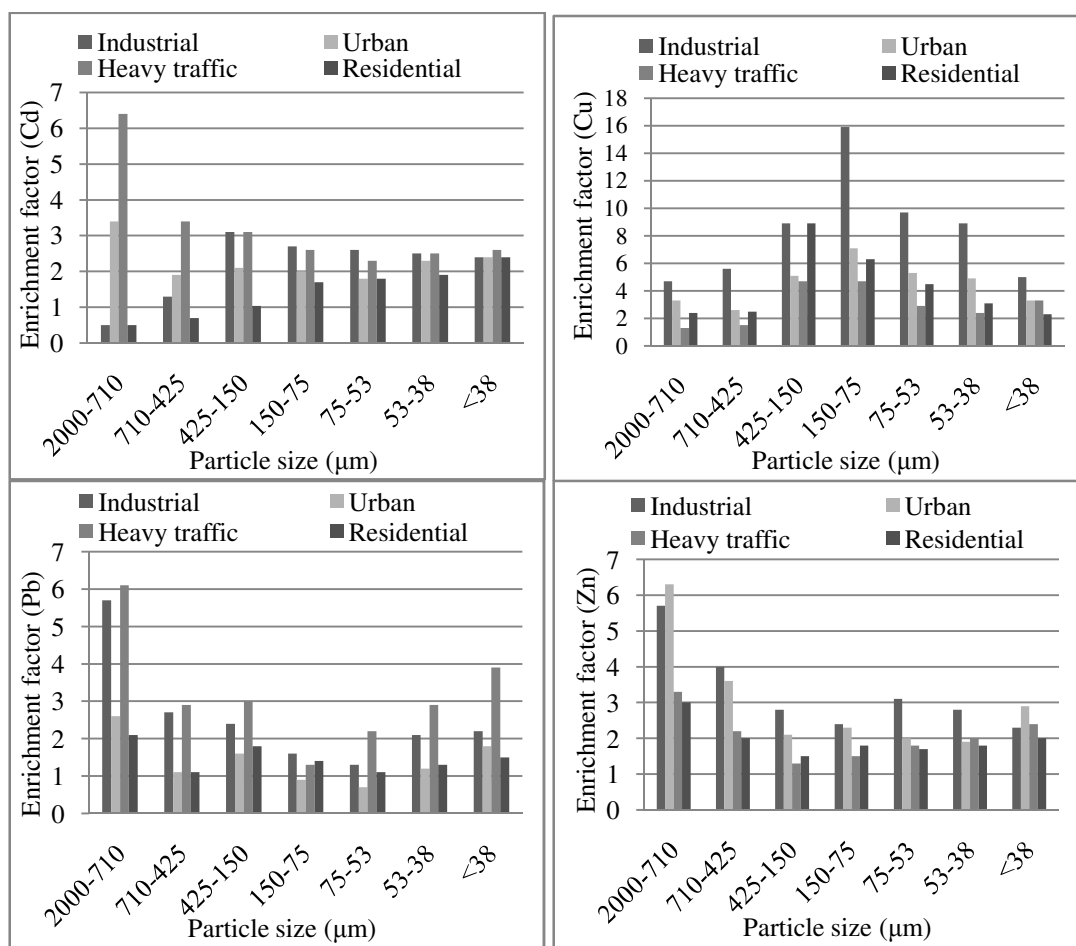 Industrial Urban
Heavy traffic Residential
Enrichment factor (Cd)
7
6
5
4
3
2
1
0
2000-710 710-425 425-150 150-75 75-53 53-38 <38
Particle size (µm)
Industrial Urban
Heavy traffic Residential
Enrichment factor (Cu)
18
16
14
12
10
8
6
4
2
0
2000-710 710-425 425-150 150-75 75-53 53-38 <38
Particle size (µm)
Industrial Urban
Heavy traffic Residential
Enrichment factor (Pb)
7
6
5
4
3
2
1
0
2000-710 710-425 425-150 150-75 75-53 53-38 <38
Particle size (µm)
Industrial Urban
Heavy traffic Residential
Enrichment factor (Zn)
7
6
5
4
3
2
1
0
2000-710 710-425 425-150 150-75 75-53 53-38 <38
Particle size (µm)